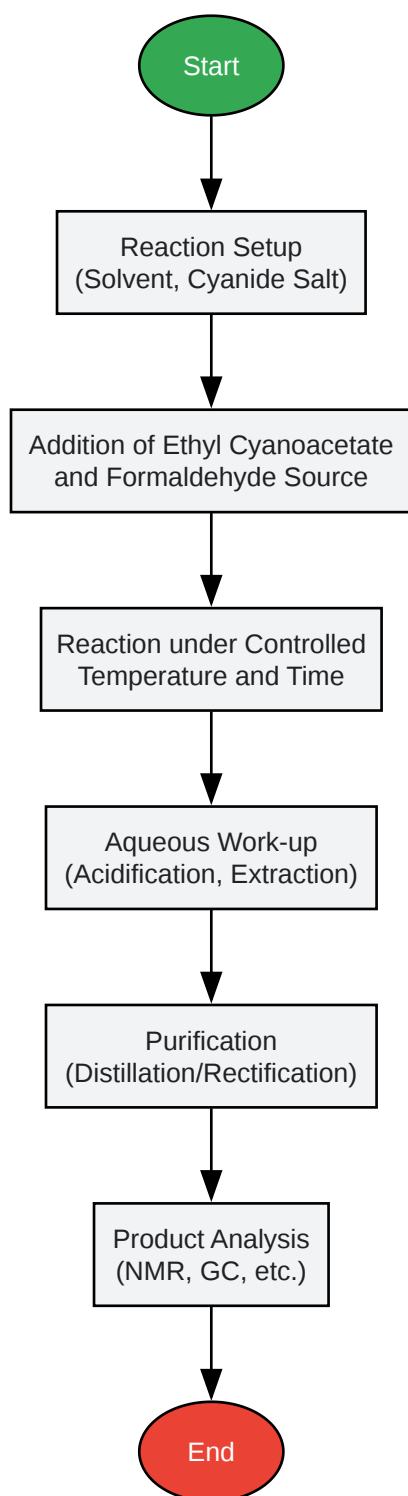 Start
Reaction Setup
(Solvent, Cyanide Salt)
Addition of Ethyl Cyanoacetate
and Formaldehyde Source
Reaction under Controlled
Temperature and Time
Aqueous Work-up
(Acidification, Extraction)
Purification
(Distillation/Rectification)
Product Analysis
(NMR, GC, etc.)
End